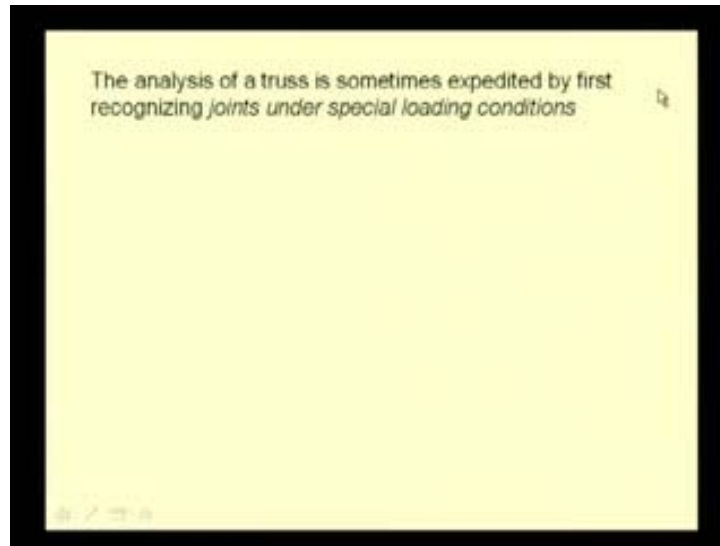 The analysis of a truss is sometimes expedited by first
recognizing joints under special loading conditions